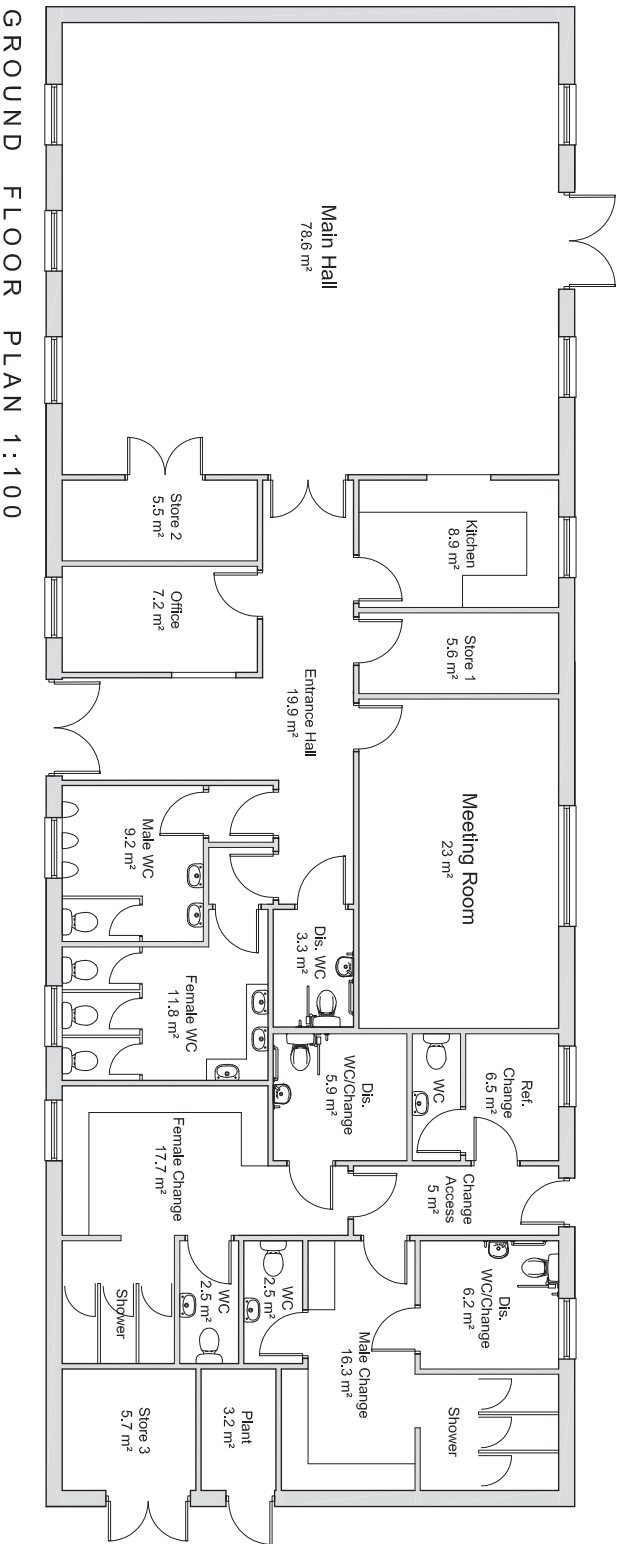 GROUND FLOOR PLAN 1:100
Main Hall
78.6 m²
Store 2
5.5 m²
Kitchen
8.9 m²
Office
7.2 m²
Store 1
5.6 m²
Entrance Hall
19.9 m²
Meeting Room
23 m²
Male WC
9.2 m²
Dis. WC
3.3 m²
Female WC
11.8 m²
Dis.
WC/Change
5.9 m²
WC
Ref.
Change
6.5 m²
Female Change
17.7 m²
Change
Access
5 m²
Shower
WC
2.5 m²
WC
2.5 m²
Male Change
16.3 m²
Dis.
WC/Change
6.2 m²
Shower
Store 3
5.7 m²
Plant
3.2 m²